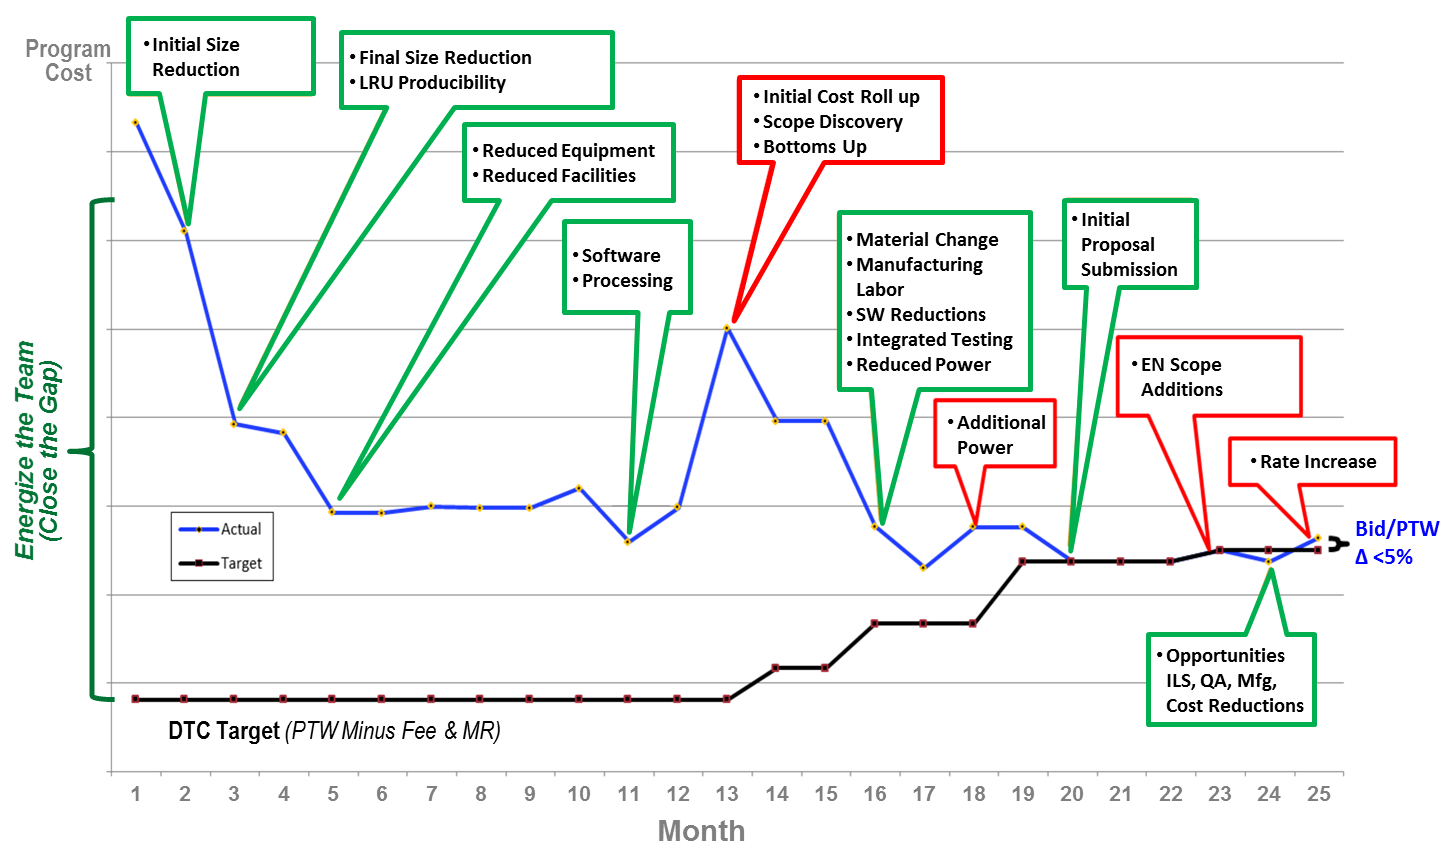 Program
Cost
• Initial Size
Reduction
• Final Size Reduction
• LRU Producibility
• Reduced Equipment
• Reduced Facilities
• Software
• Processing
• Initial Cost Roll up
• Scope Discovery
• Bottoms Up
• Material Change
• Manufacturing
Labor
• SW Reductions
• Integrated Testing
• Reduced Power
• Additional
Power
• Initial
Proposal
Submission
• EN Scope
Additions
• Rate Increase
Bid/PTW
Δ <5%
• Opportunities
ILS, QA, Mfg,
Cost Reductions
Energize the Team
(Close the Gap)
Actual
Target
DTC Target (PTW Minus Fee & MR)
1 2 3 4 5 6 7 8 9 10 11 12 13 14 15 16 17 18 19 20 21 22 23 24 25
Month